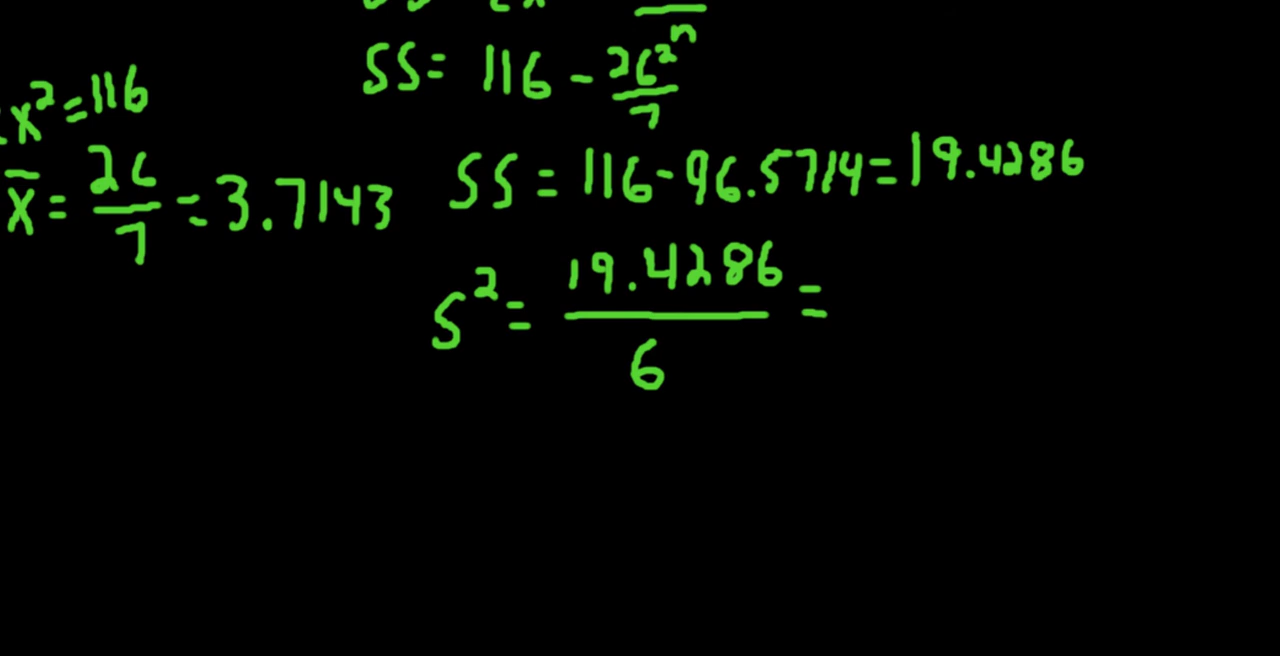 SS = 116 - 26²/7
x² = 116
x̄ = 26/7 = 3.7143
SS = 116 - 96.5714 = 19.4286
s² = 19.4286/6 =